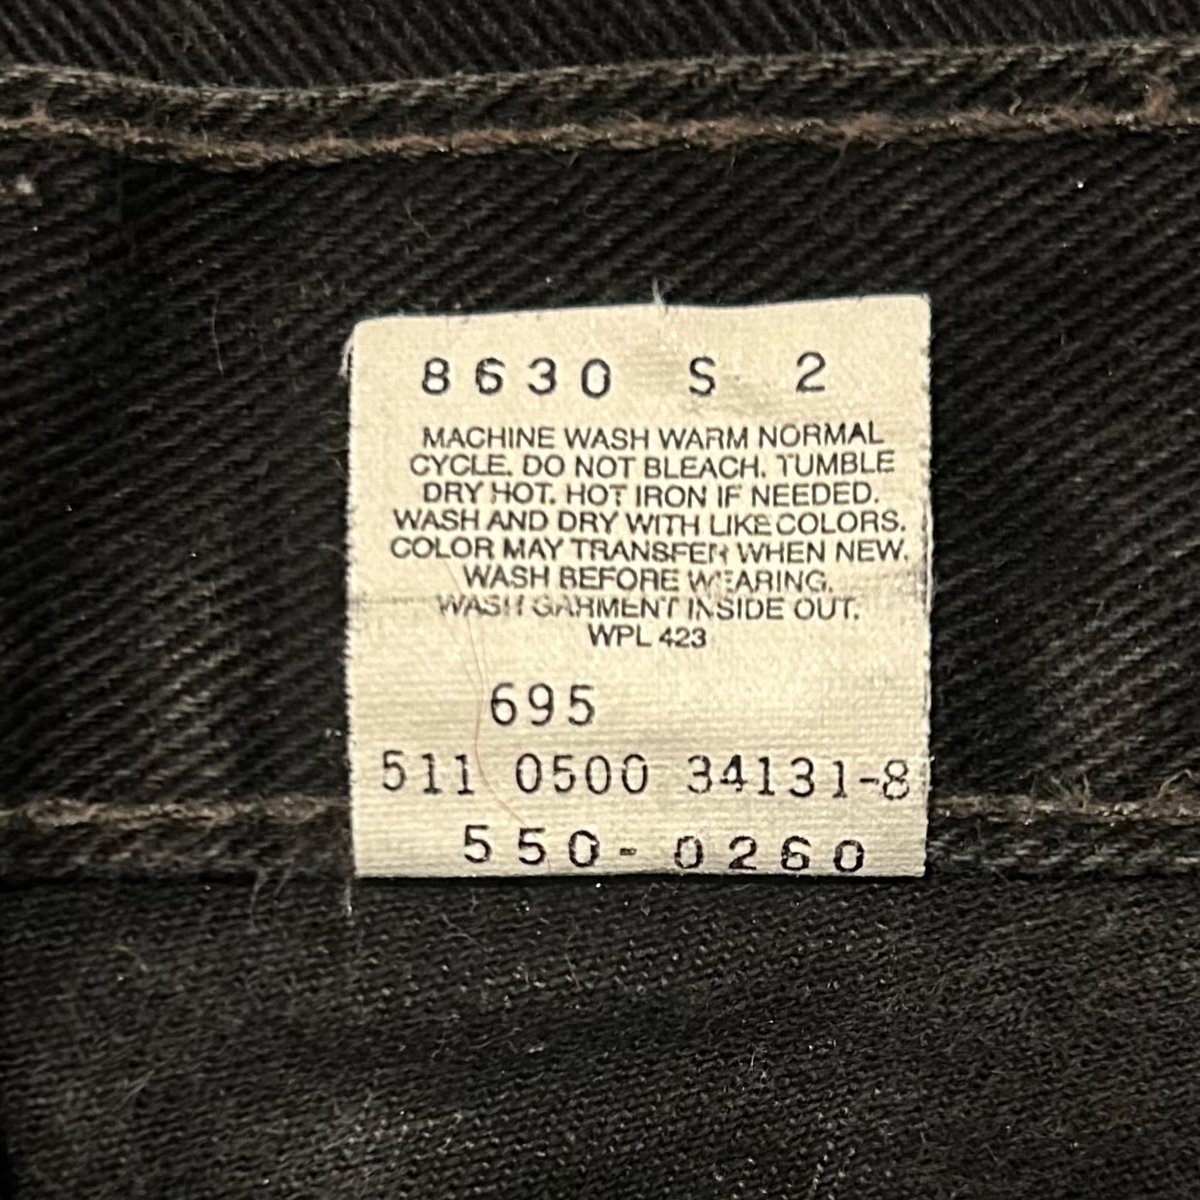 8630 S 2
MACHINE WASH WARM NORMAL
CYCLE. DO NOT BLEACH. TUMBLE
DRY HOT. HOT IRON IF NEEDED.
WASH AND DRY WITH LIKE COLORS.
COLOR MAY TRANSFER WHEN NEW.
WASH BEFORE WEARING.
WASH GARMENT INSIDE OUT.
WPL 423
695
511 0500 34131-8
550-0260